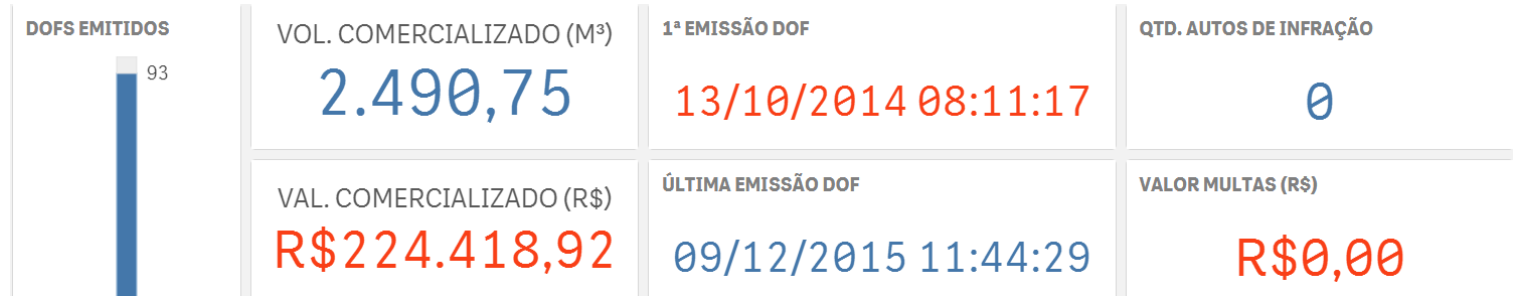 DOFS EMITIDOS
93
VOL. COMERCIALIZADO (M³)
2.490,75
1ª EMISSÃO DOF
13/10/2014 08:11:17
QTD. AUTOS DE INFRAÇÃO
0
VAL. COMERCIALIZADO (R$)
R$224.418,92
ÚLTIMA EMISSÃO DOF
09/12/2015 11:44:29
VALOR MULTAS (R$)
R$0,00